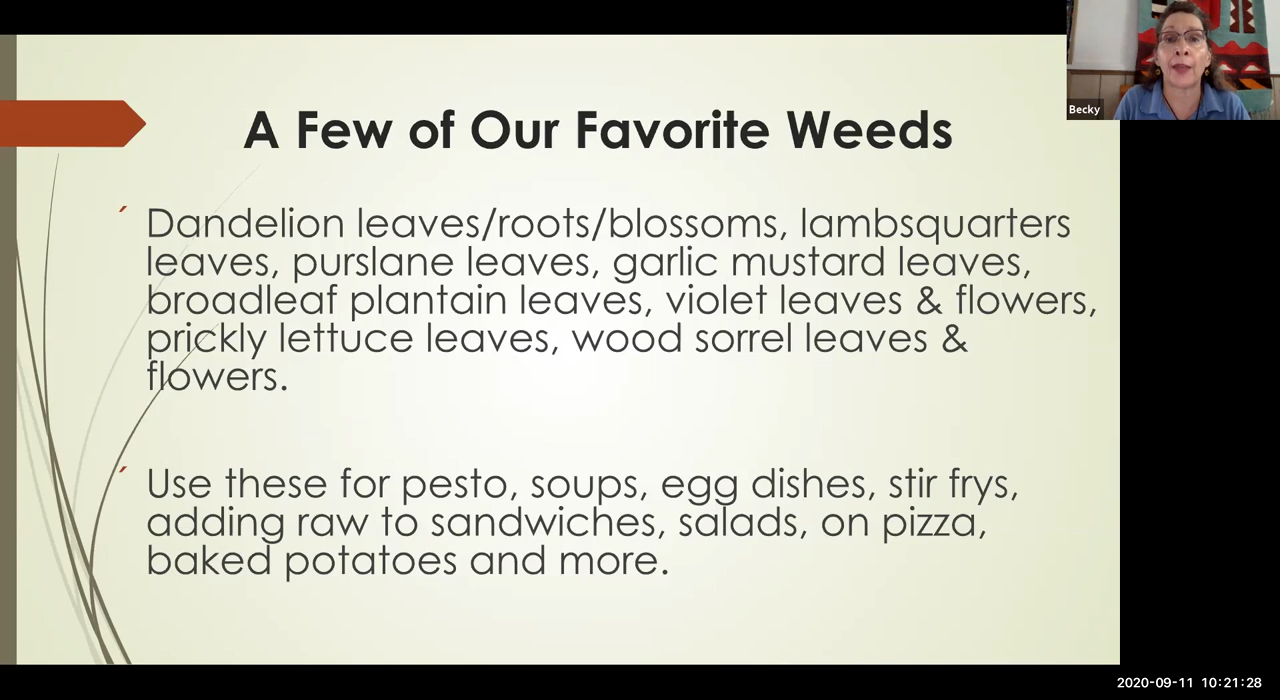 A Few of Our Favorite Weeds
Becky
Dandelion leaves/roots/blossoms, lambsquarters
leaves, purslane leaves, garlic mustard leaves,
broadleaf plantain leaves, violet leaves & flowers,
prickly lettuce leaves, wood sorrel leaves &
flowers.
Use these for pesto, soups, egg dishes, stir frys,
adding raw to sandwiches, salads, on pizza,
baked potatoes and more.
2020-09-11 10:21:28